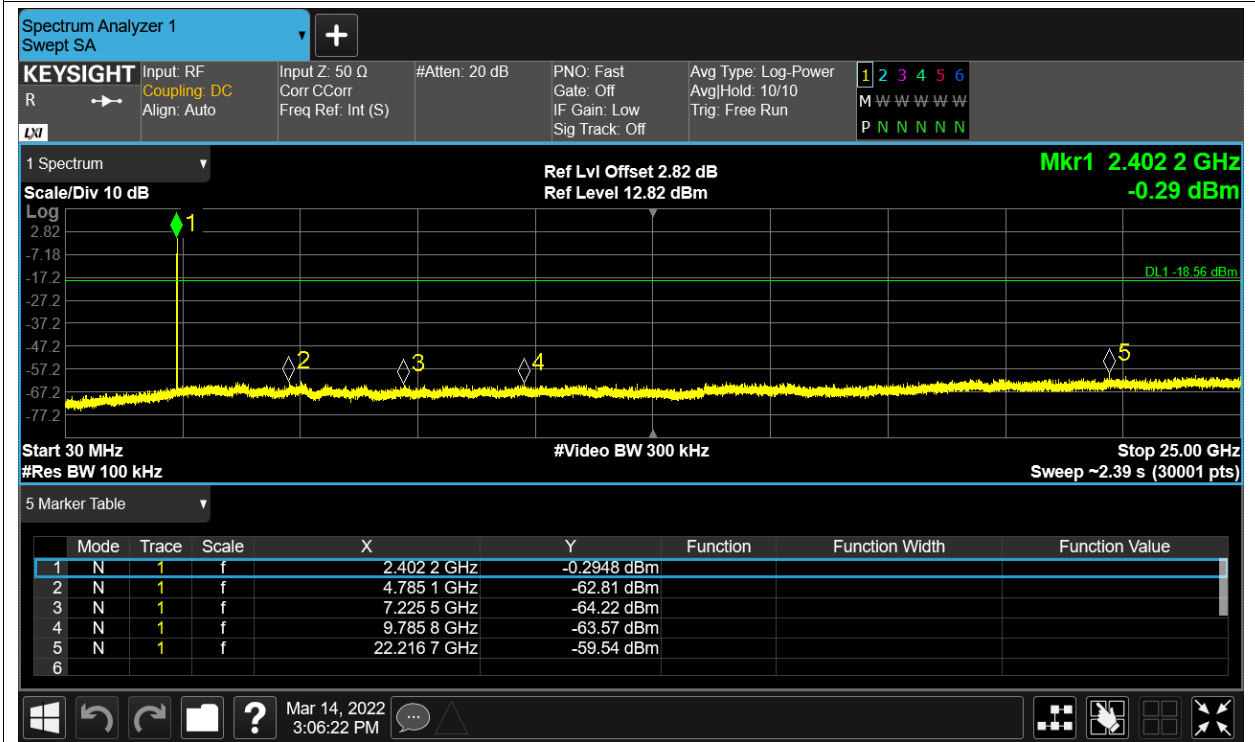 Spectrum Analyzer 1
Swept SA
KEYSIGHT
R
LXI
Input: RF
Coupling: DC
Align: Auto
Input Z: 50 Ω
Corr CCorr
Freq Ref: Int (S)
#Atten: 20 dB
PNO: Fast
Gate: Off
IF Gain: Low
Sig Track: Off
Avg Type: Log-Power
Avg|Hold: 10/10
Trig: Free Run
1 2 3 4 5 6
M W W W W W
P N N N N N
1 Spectrum
Scale/Div 10 dB
Ref Lvl Offset 2.82 dB
Ref Level 12.82 dBm
Mkr1 2.402 2 GHz
-0.29 dBm
Log
2.82
-7.18
-17.2
-27.2
-37.2
-47.2
-57.2
-67.2
-77.2
1
DL1 -18.56 dBm
2
3
4
5
Start 30 MHz
#Video BW 300 kHz
Stop 25.00 GHz
#Res BW 100 kHz
Sweep ~2.39 s (30001 pts)
5 Marker Table
Mode Trace Scale X Y Function Function Width Function Value
1 N 1 f 2.402 2 GHz -0.2948 dBm
2 N 1 f 4.785 1 GHz -62.81 dBm
3 N 1 f 7.225 5 GHz -64.22 dBm
4 N 1 f 9.785 8 GHz -63.57 dBm
5 N 1 f 22.216 7 GHz -59.54 dBm
6
?
Mar 14, 2022
3:06:22 PM